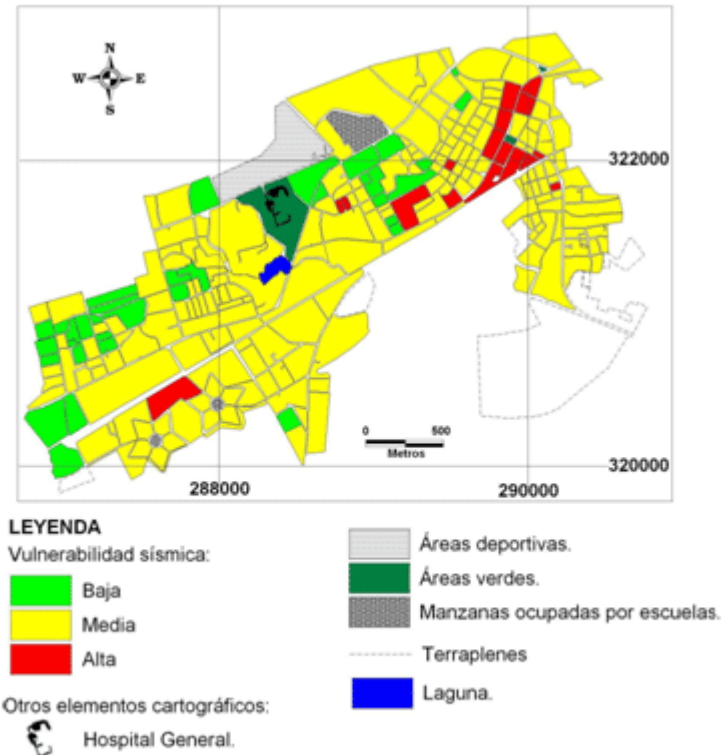 N
W E
S
322000
0 500
Metros
320000
288000 290000
LEYENDA
Vulnerabilidad sísmica:
Baja
Media
Alta
Otros elementos cartográficos:
Hospital General.
Áreas deportivas.
Áreas verdes.
Manzanas ocupadas por escuelas.
Terraplenes
Laguna.